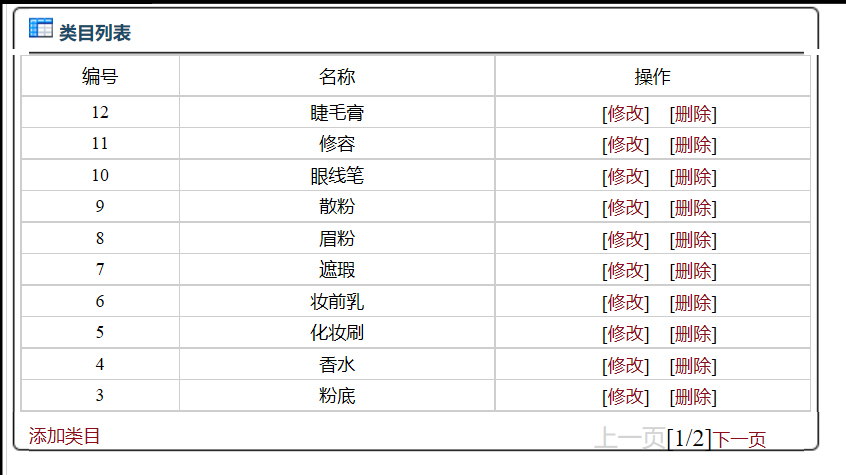 类目列表
编号 名称 操作
12 睫毛膏 [修改] [删除]
11 修容 [修改] [删除]
10 眼线笔 [修改] [删除]
9 散粉 [修改] [删除]
8 眉粉 [修改] [删除]
7 遮瑕 [修改] [删除]
6 妆前乳 [修改] [删除]
5 化妆刷 [修改] [删除]
4 香水 [修改] [删除]
3 粉底 [修改] [删除]
添加类目 上一页[1/2]下一页